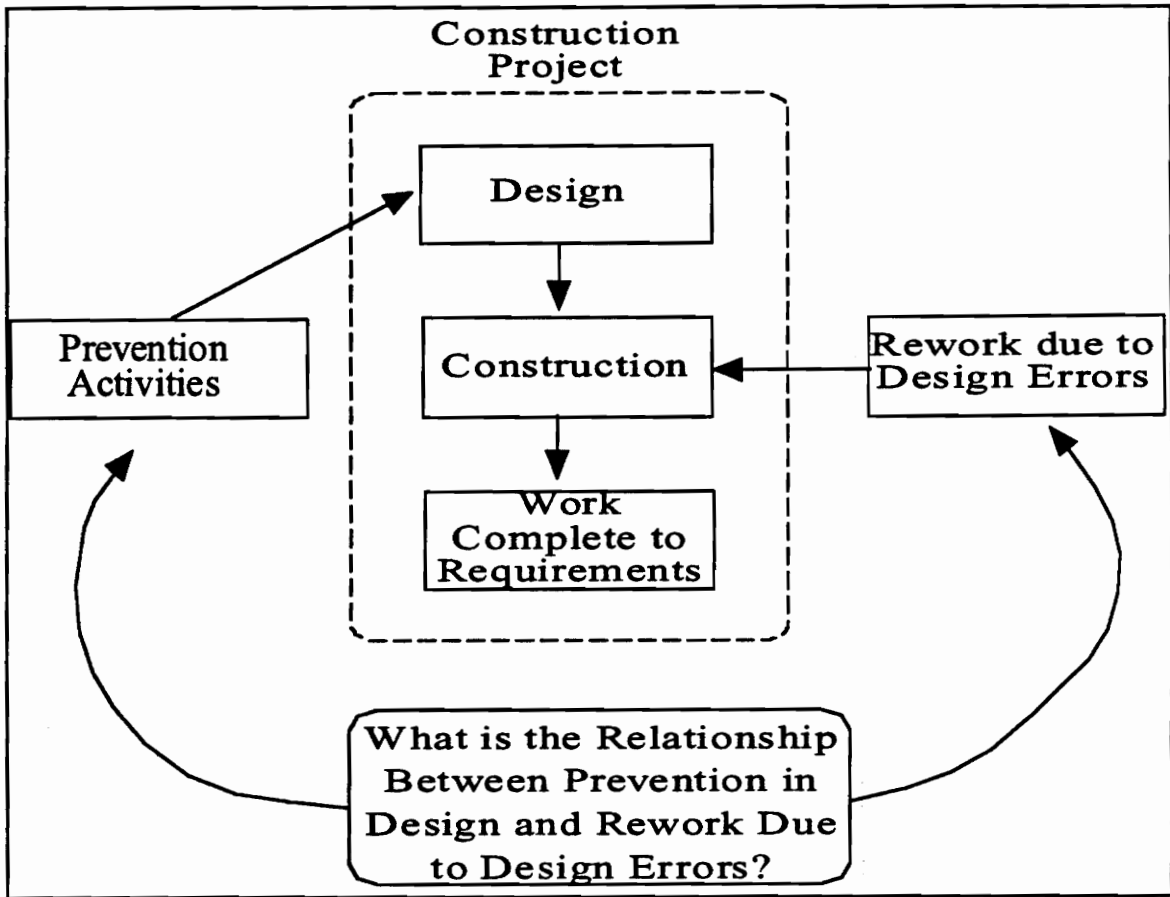 Construction
Project
Design
Prevention
Activities
Construction
Rework due to
Design Errors
Work
Complete to
Requirements
What is the Relationship
Between Prevention in
Design and Rework Due
to Design Errors?